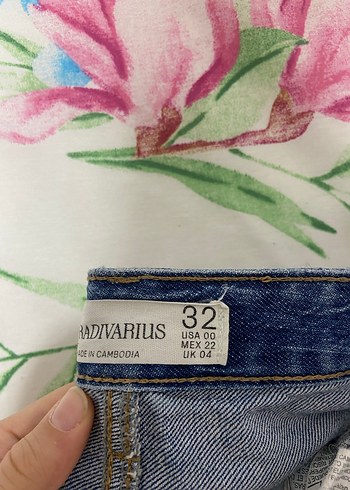 RADIVARIUS
ADE IN CAMBODIA
32
USA 00
MEX 22
UK 04